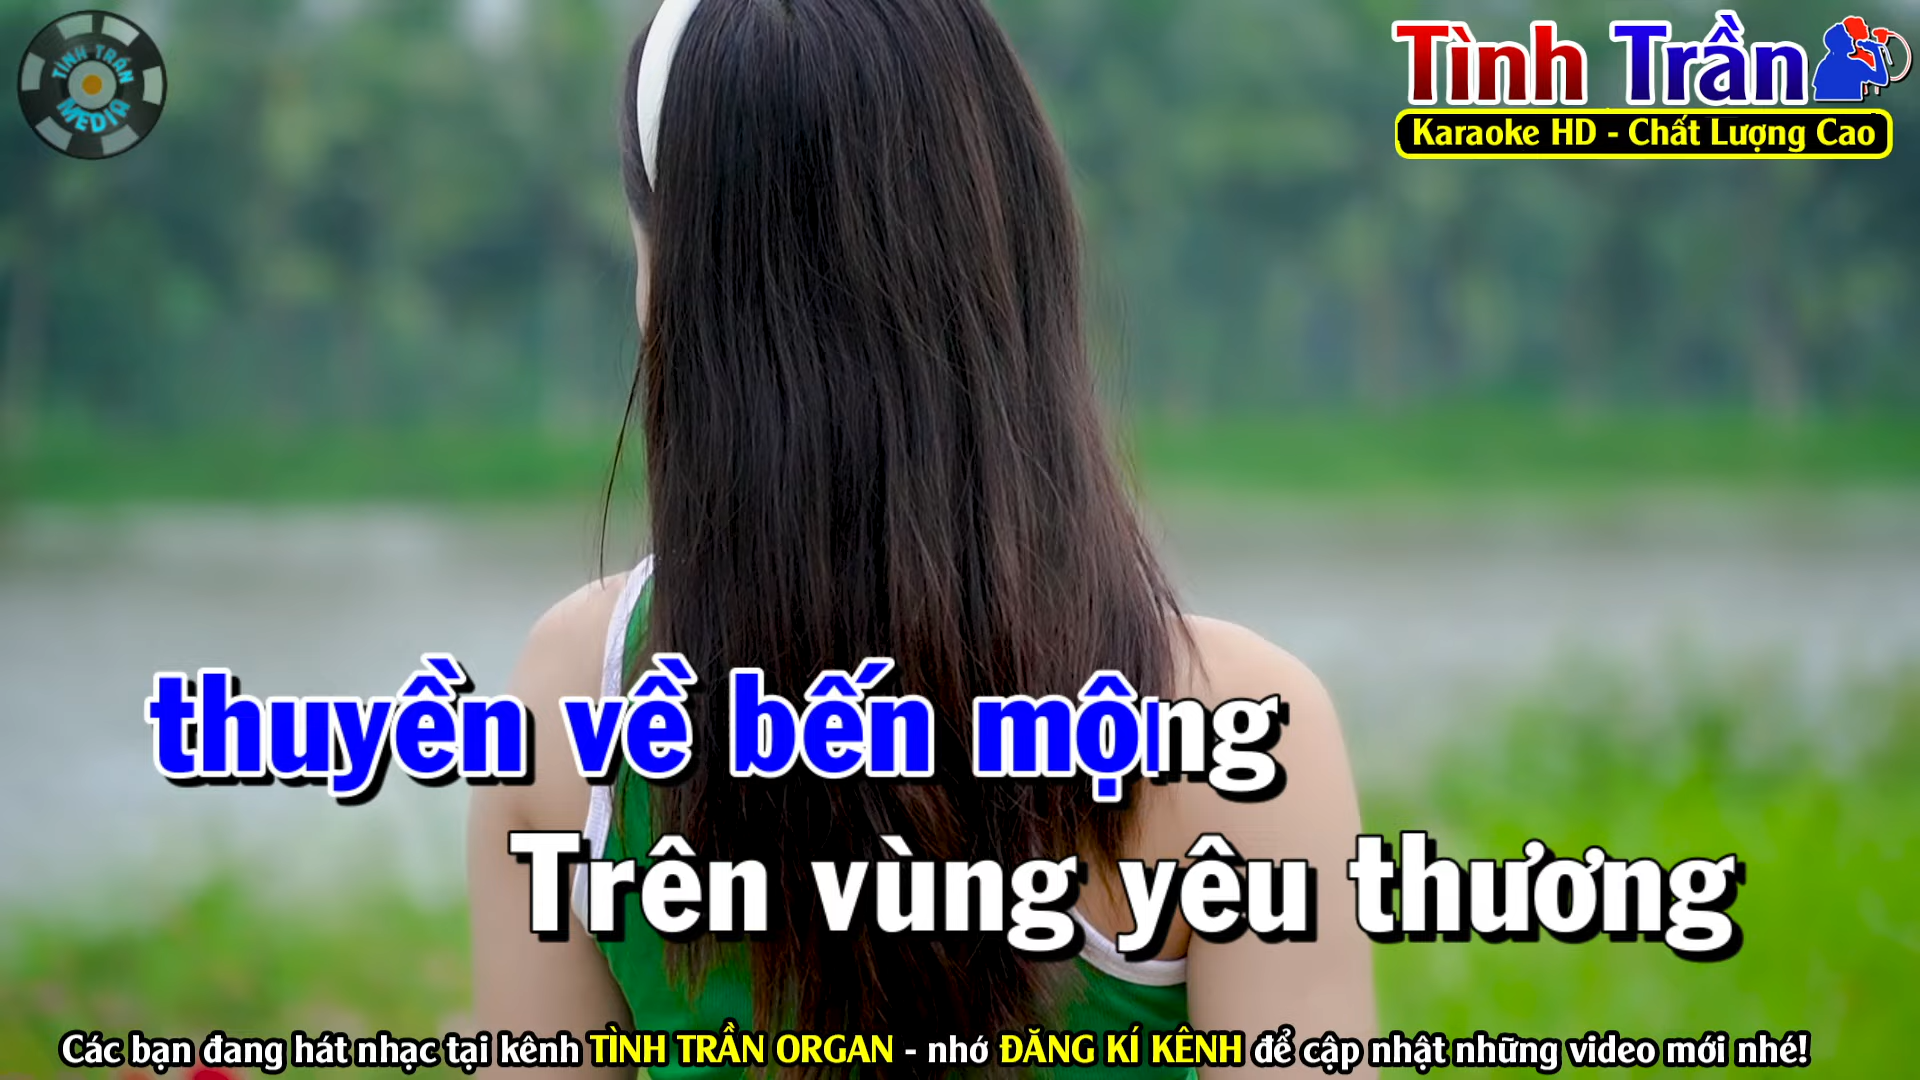 TÌNH TRẦN
MEDIA
Tình Trần
Karaoke HD - Chất Lượng Cao
thuyền về bến mộng
Trên vùng yêu thương
Các bạn đang hát nhạc tại kênh TÌNH TRẦN ORGAN - nhớ ĐĂNG KÍ KÊNH để cập nhật những video mới nhé!